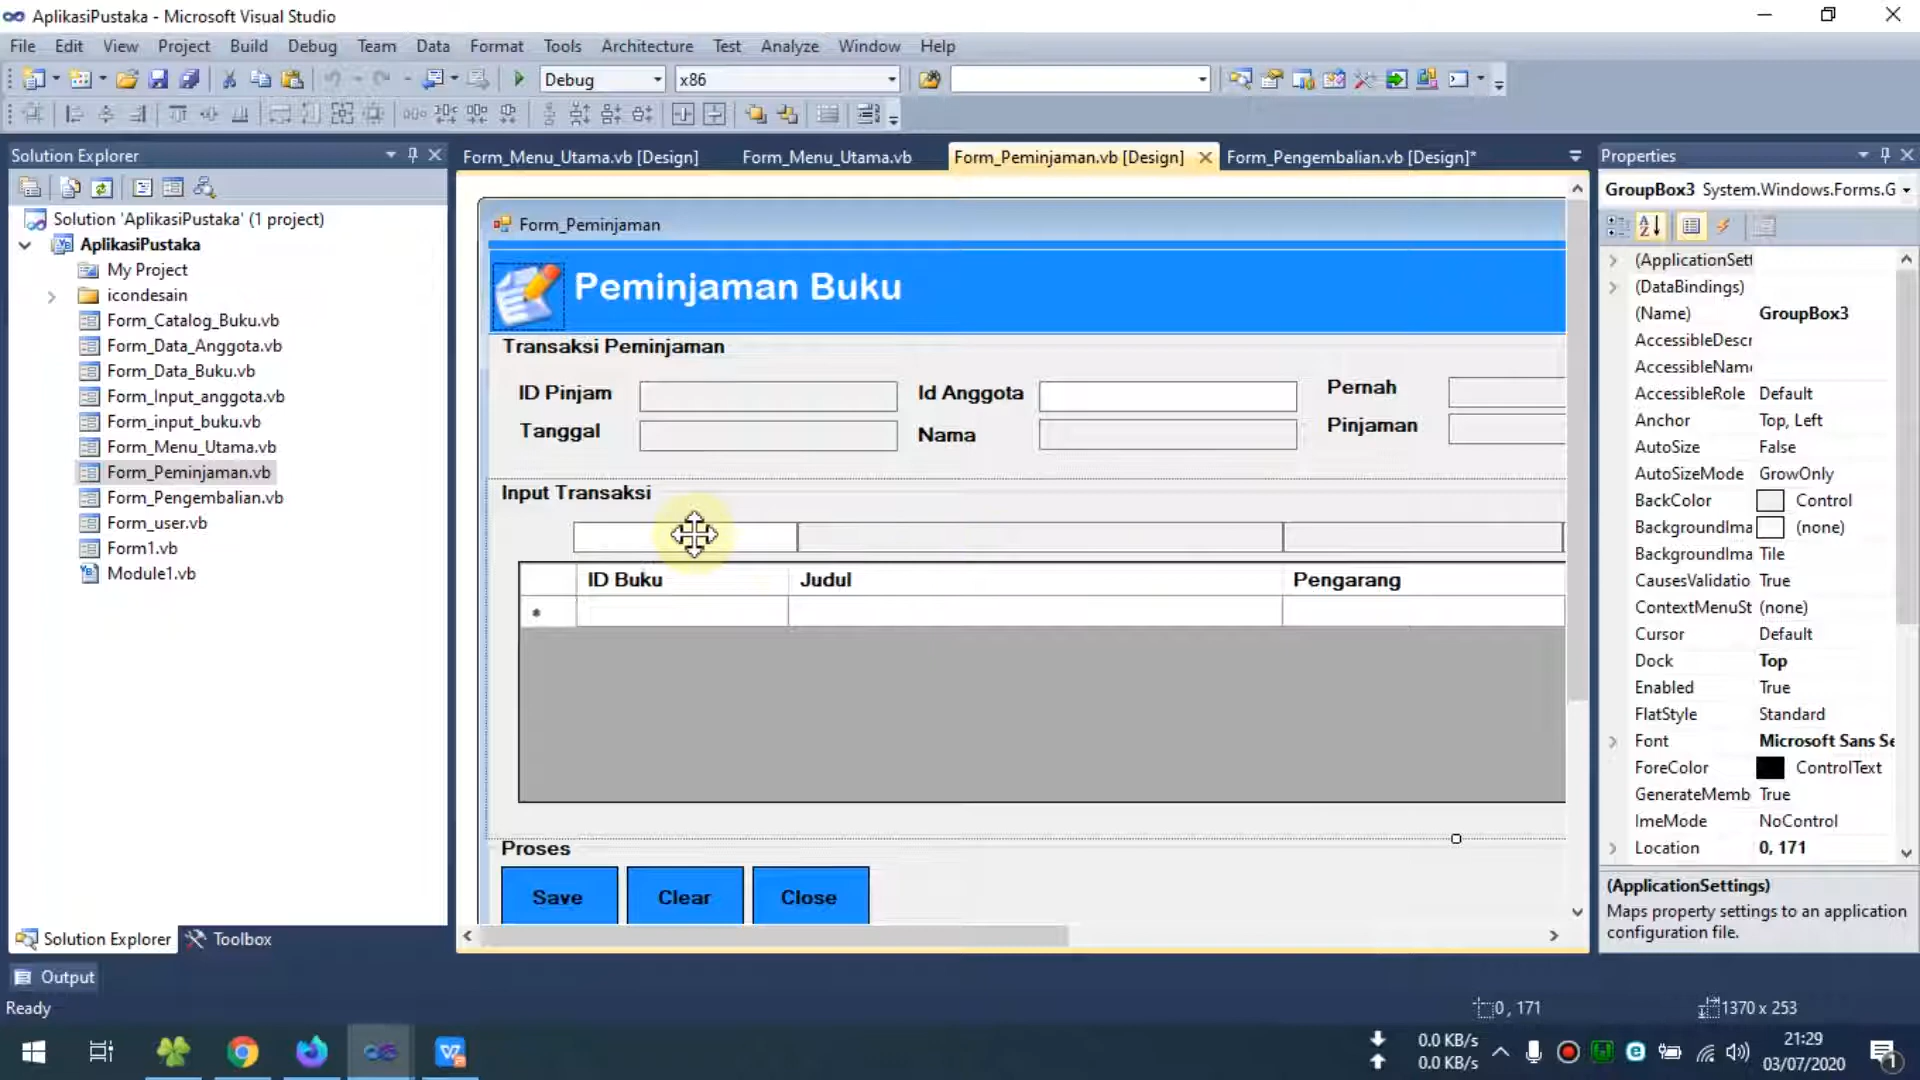 AplikasiPustaka - Microsoft Visual Studio
File Edit View Project Build Debug Team Data Format Tools Architecture Test Analyze Window Help
Debug x86
Solution Explorer
Form_Menu_Utama.vb [Design] Form_Menu_Utama.vb Form_Peminjaman.vb [Design] Form_Pengembalian.vb [Design]*
Properties
GroupBox3 System.Windows.Forms.G
Solution 'AplikasiPustaka' (1 project)
AplikasiPustaka
My Project
icondesain
Form_Catalog_Buku.vb
Form_Data_Anggota.vb
Form_Data_Buku.vb
Form_Input_anggota.vb
Form_input_buku.vb
Form_Menu_Utama.vb
Form_Peminjaman.vb
Form_Pengembalian.vb
Form_user.vb
Form1.vb
Module1.vb
Solution Explorer Toolbox
Form_Peminjaman
Peminjaman Buku
Transaksi Peminjaman
ID Pinjam Id Anggota Pernah
Tanggal Nama Pinjaman
Input Transaksi
ID Buku Judul Pengarang
*
Proses
Save Clear Close
(ApplicationSett
(DataBindings)
(Name) GroupBox3
AccessibleDescr
AccessibleName
AccessibleRole Default
Anchor Top, Left
AutoSize False
AutoSizeMode GrowOnly
BackColor Control
BackgroundIma (none)
BackgroundIma Tile
CausesValidatio True
ContextMenuSt (none)
Cursor Default
Dock Top
Enabled True
FlatStyle Standard
Font Microsoft Sans Se
ForeColor ControlText
GenerateMemb True
ImeMode NoControl
Location 0, 171
(ApplicationSettings)
Maps property settings to an application
configuration file.
Output
Ready 0 , 171 1370 x 253
0.0 KB/s
0.0 KB/s
21:29
03/07/2020
1